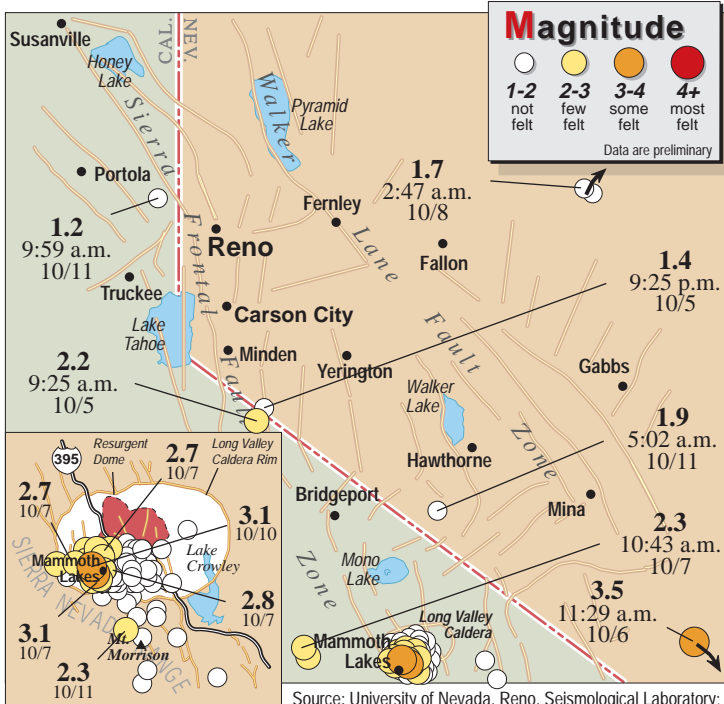 Magnitude
1-2
not
felt
2-3
few
felt
3-4
some
felt
4+
most
felt
Data are preliminary
CAL.
NEV.
Susanville
Honey
Lake
Sierra
Frontal
Fault
Zone
Walker
Lane
Fault
Zone
Pyramid
Lake
Portola
1.2
9:59 a.m.
10/11
Reno
Fernley
1.7
2:47 a.m.
10/8
Fallon
1.4
9:25 p.m.
10/5
Truckee
Lake
Tahoe
Carson City
Minden
Yerington
Gabbs
2.2
9:25 a.m.
10/5
Walker
Lake
Hawthorne
1.9
5:02 a.m.
10/11
Mina
Bridgeport
Mono
Lake
2.3
10:43 a.m.
10/7
3.5
11:29 a.m.
10/6
Long Valley
Caldera
Mammoth
Lakes
395
Resurgent
Dome
Long Valley
Caldera Rim
2.7
10/7
2.7
10/7
3.1
10/10
Lake
Crowley
Mammoth
Lakes
2.8
10/7
3.1
10/7
SIERRA NEVADA RANGE
Mt.
Morrison
2.3
10/11
Source: University of Nevada, Reno, Seismological Laboratory;